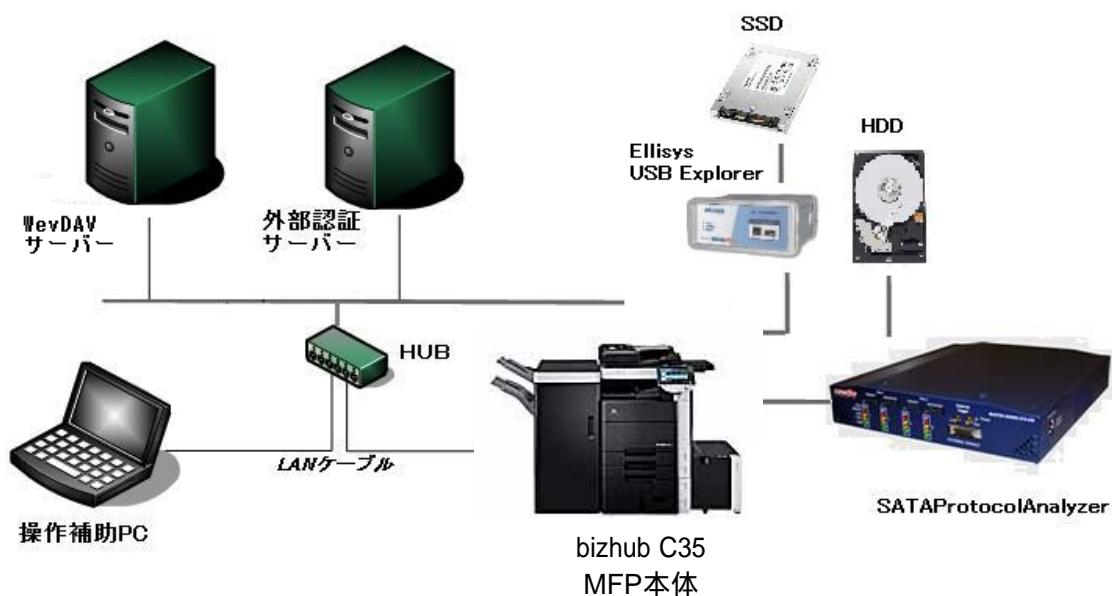 SSD
HDD
Ellisys
USB Explorer
WevDAV
サーバー
外部認証
サーバー
HUB
LANケーブル
操作補助PC
SATAProtocolAnalyzer
bizhub C35
MFP本体